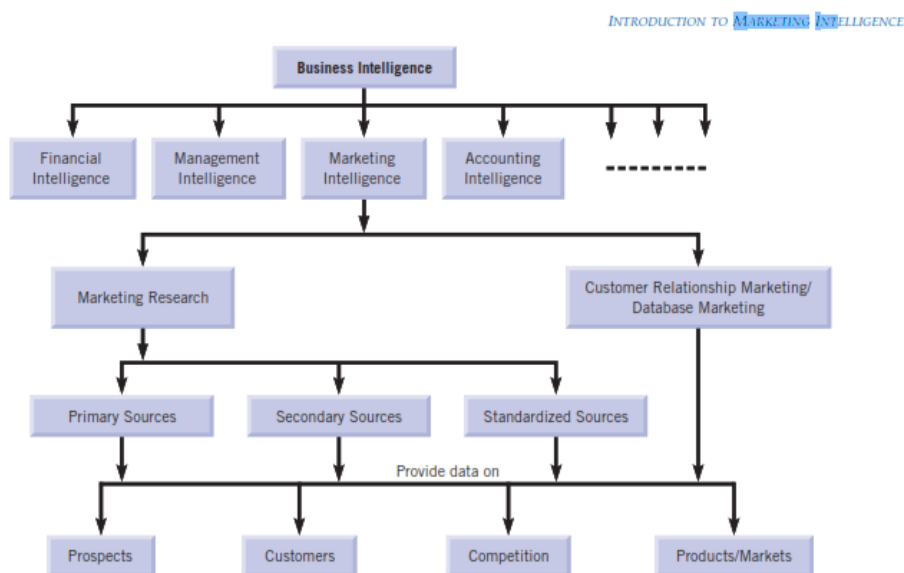 INTRODUCTION TO MARKETING INTELLIGENCE
Business Intelligence
Financial
Intelligence
Management
Intelligence
Marketing
Intelligence
Accounting
Intelligence
Marketing Research
Customer Relationship Marketing/
Database Marketing
Primary Sources
Secondary Sources
Standardized Sources
Provide data on
Prospects
Customers
Competition
Products/Markets